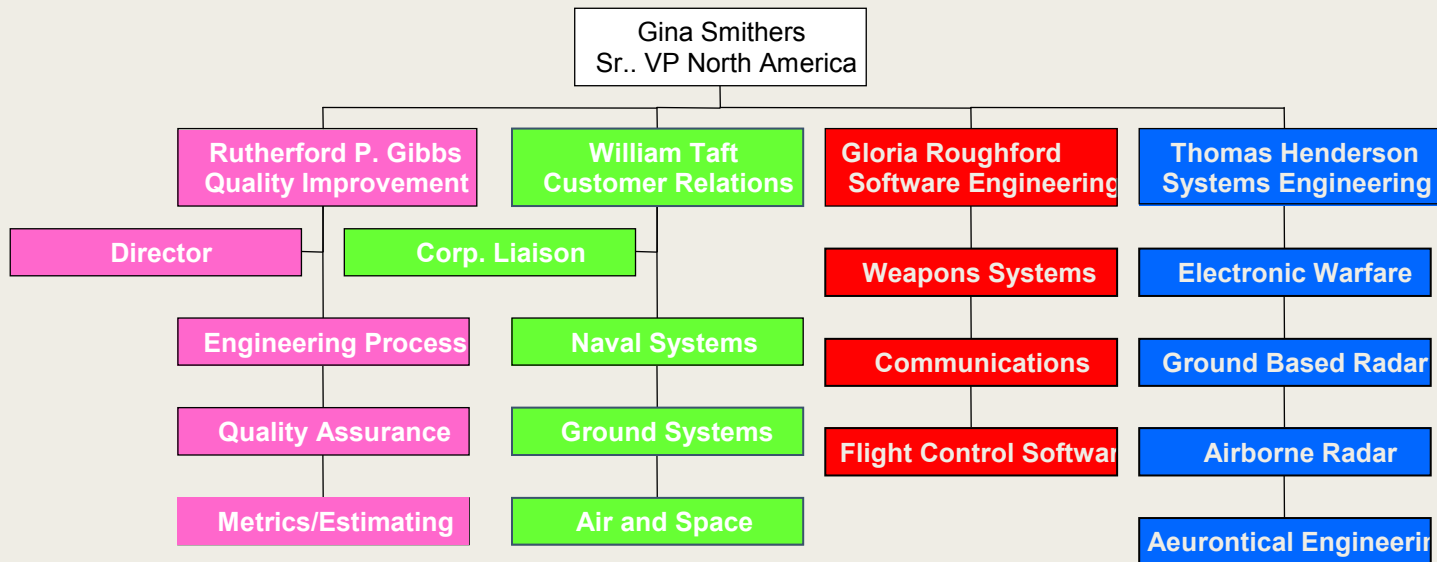 Gina Smithers
Sr.. VP North America
Rutherford P. Gibbs
Quality Improvement
William Taft
Customer Relations
Gloria Roughford
Software Engineering
Thomas Henderson
Systems Engineering
Director
Corp. Liaison
Weapons Systems
Electronic Warfare
Engineering Process
Naval Systems
Communications
Ground Based Radar
Quality Assurance
Ground Systems
Flight Control Softwar
Airborne Radar
Metrics/Estimating
Air and Space
Aeurontical Engineerin